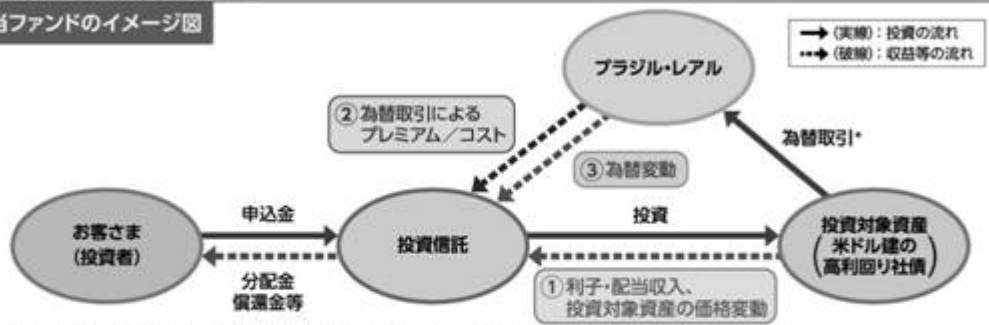 当ファンドのイメージ図
(実線)：投資の流れ
(破線)：収益等の流れ
ブラジル・レアル
②為替取引による
プレミアム／コスト
③為替変動
為替取引*
お客さま
(投資者)
申込金
分配金
償還金等
投資信託
投資
①利子・配当収入、
投資対象資産の価格変動
投資対象資産
(米ドル建の
高利回り社債)